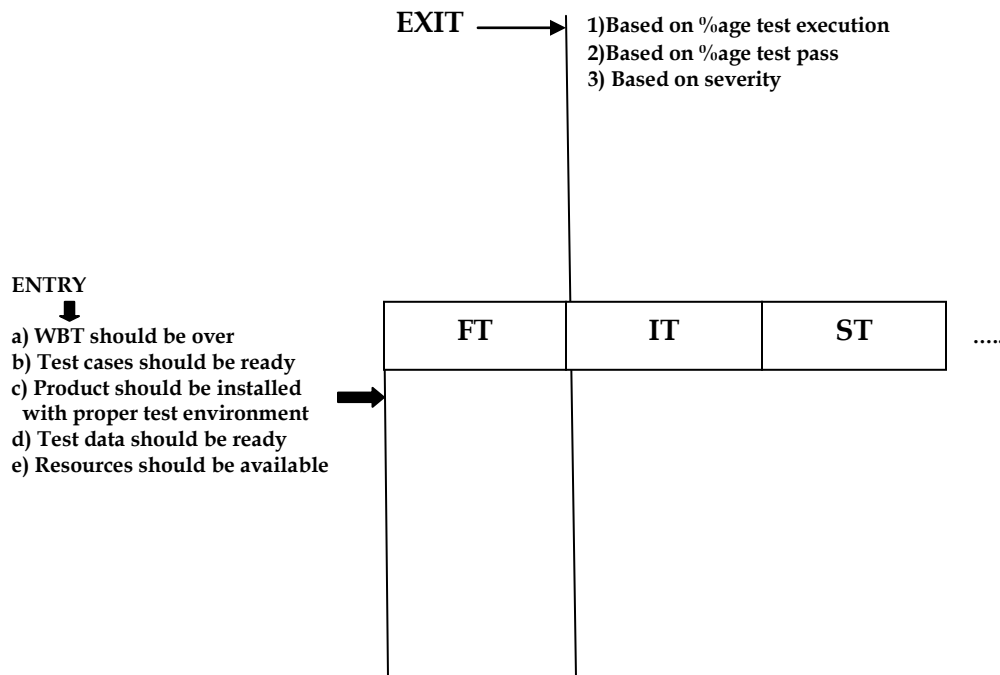 EXIT
1)Based on %age test execution
2)Based on %age test pass
3) Based on severity
ENTRY
a) WBT should be over
b) Test cases should be ready
c) Product should be installed
with proper test environment
d) Test data should be ready
e) Resources should be available
FT
IT
ST
.....